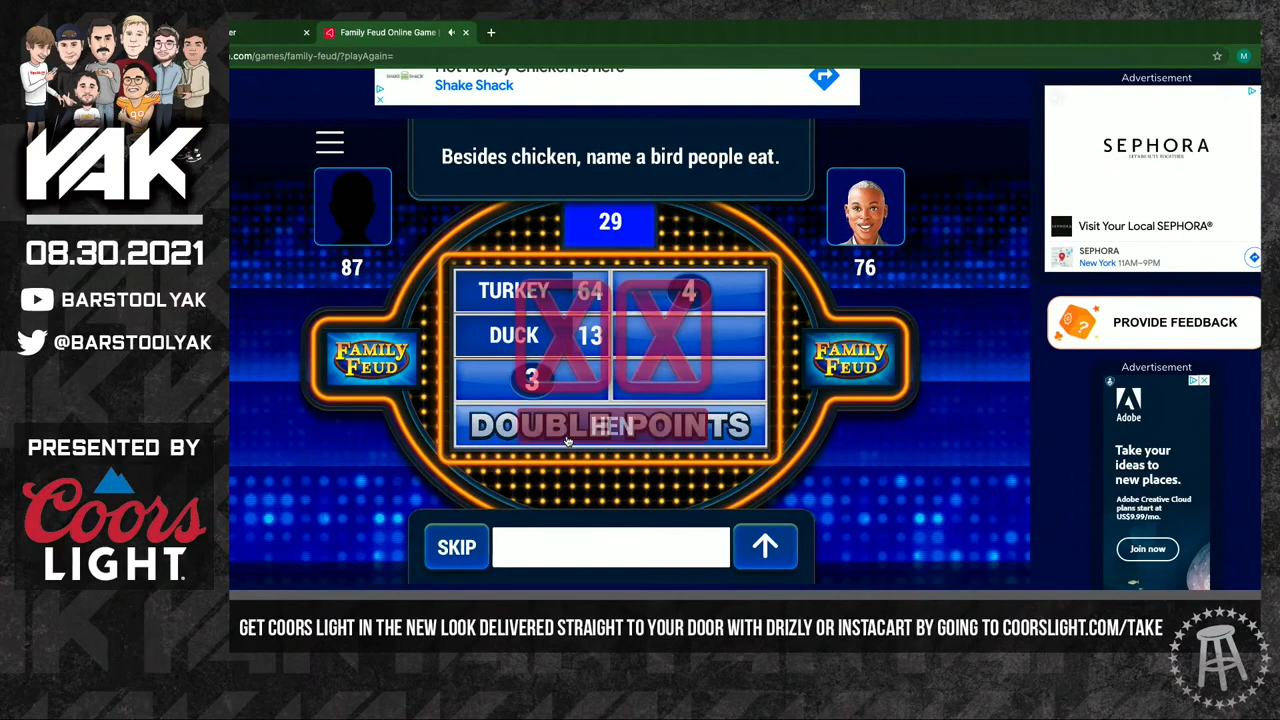 YAK
08.30.2021
BARSTOOLYAK
@BARSTOOLYAK
PRESENTED BY
Coors
LIGHT
er
Family Feud Online Game |
.com/games/family-feud/?playAgain=
M
Hot Honey Chicken is here
Shake Shack
Besides chicken, name a bird people eat.
29
87
76
TURKEY 64
4
DUCK 13
3
X X
DOUBLE POINTS
HEN
FAMILY FEUD
FAMILY FEUD
SKIP
Advertisement
SEPHORA
Visit Your Local SEPHORA®
SEPHORA
New York 11AM–9PM
PROVIDE FEEDBACK
Advertisement
Adobe
Take your
ideas to
new places.
Adobe Creative Cloud
plans start at
US$9.99/mo.
Join now
GET COORS LIGHT IN THE NEW LOOK DELIVERED STRAIGHT TO YOUR DOOR WITH DRIZLY OR INSTACART BY GOING TO COORSLIGHT.COM/TAKE